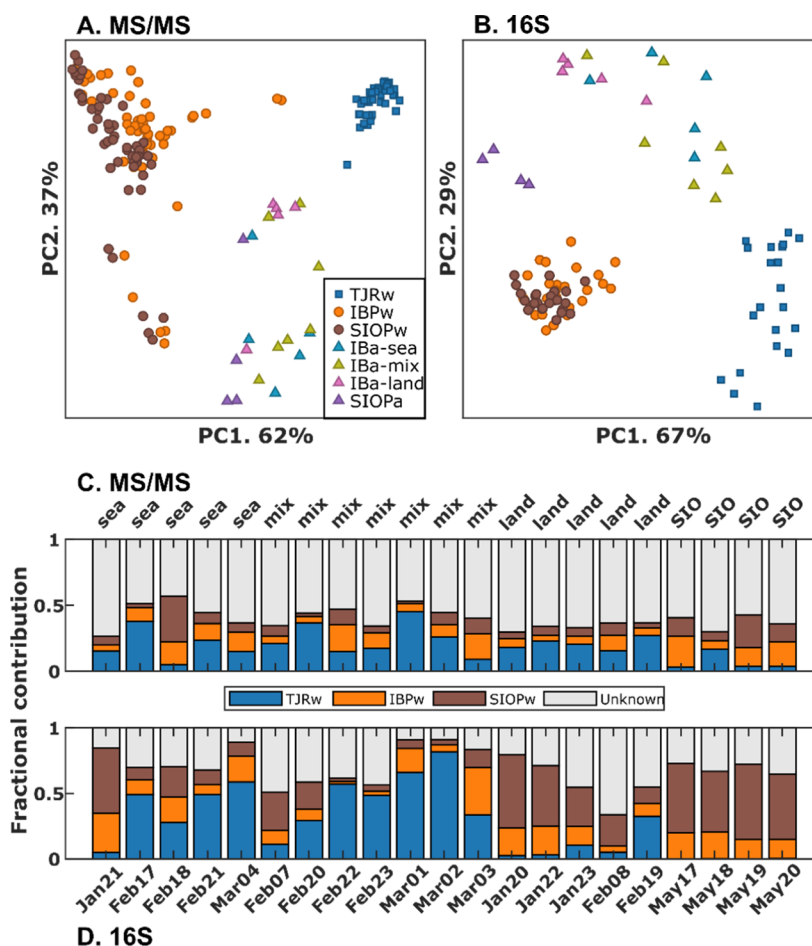 A. MS/MS
B. 16S
PC2. 37%
PC2. 29%
TJRw
IBPw
SIOPw
IBa-sea
IBa-mix
IBa-land
SIOPa
PC1. 62%
PC1. 67%
C. MS/MS
sea sea sea sea sea mix mix mix mix mix mix mix land land land land land SIO SIO SIO SIO
1
0.5
0
TJRw IBPw SIOPw Unknown
Fractional contribution
1
0.5
0
Jan21 Feb17 Feb18 Feb21 Mar04 Feb07 Feb20 Feb22 Feb23 Mar01 Mar02 Mar03 Jan20 Jan22 Jan23 Feb08 Feb19 May17 May18 May19 May20
D. 16S